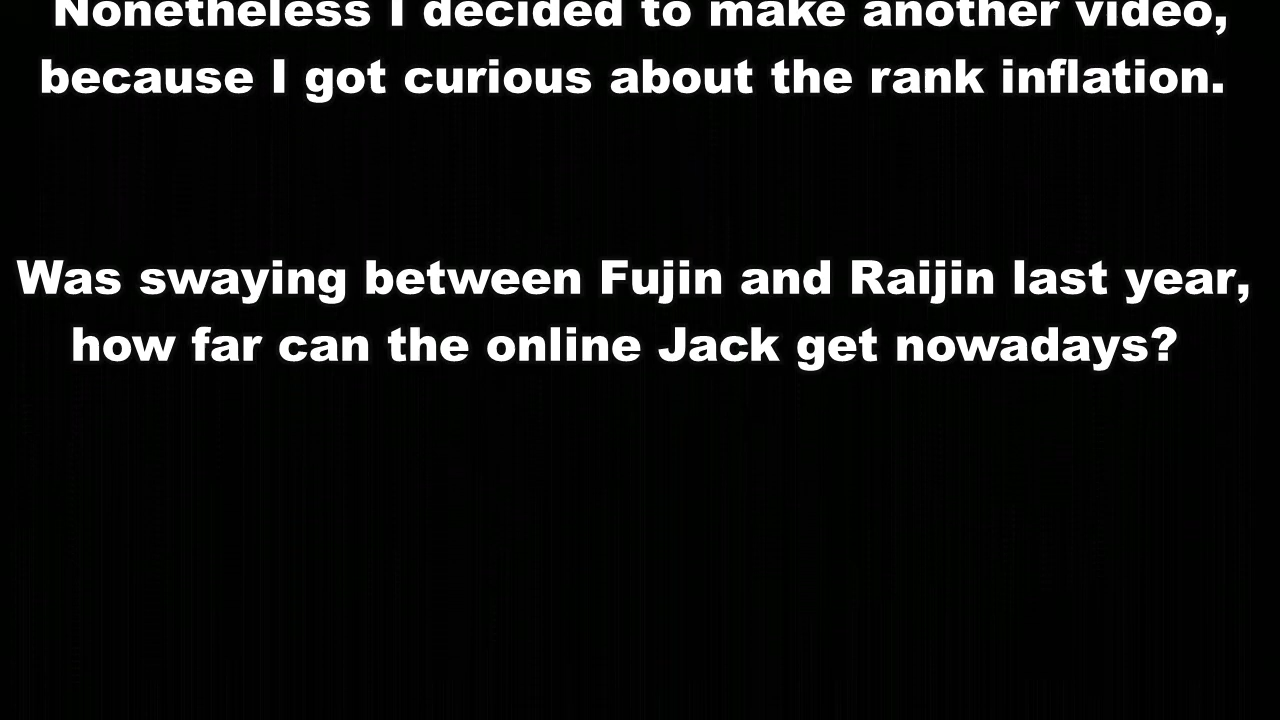 Nonetheless I decided to make another video,
because I got curious about the rank inflation.
Was swaying between Fujin and Raijin last year,
how far can the online Jack get nowadays?